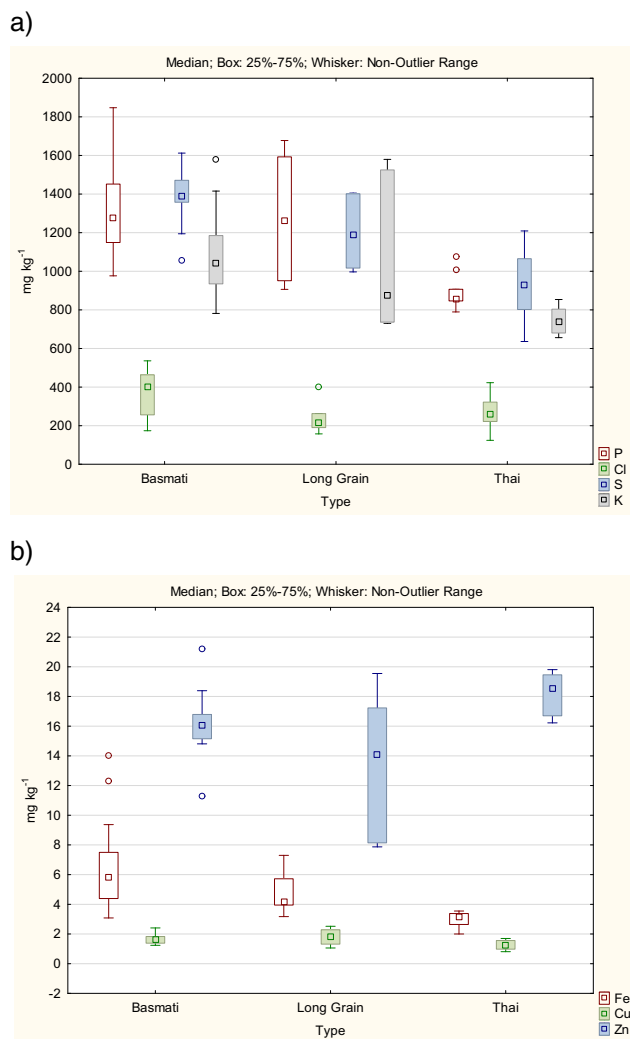 a)
Median; Box: 25%-75%; Whisker: Non-Outlier Range
2000
1800
1600
1400
1200
1000
800
600
400
200
0
mg kg⁻¹
Basmati Long Grain Thai
Type
P
Cl
S
K
b)
Median; Box: 25%-75%; Whisker: Non-Outlier Range
24
22
20
18
16
14
12
10
8
6
4
2
0
-2
mg kg⁻¹
Basmati Long Grain Thai
Type
Fe
Cu
Zn